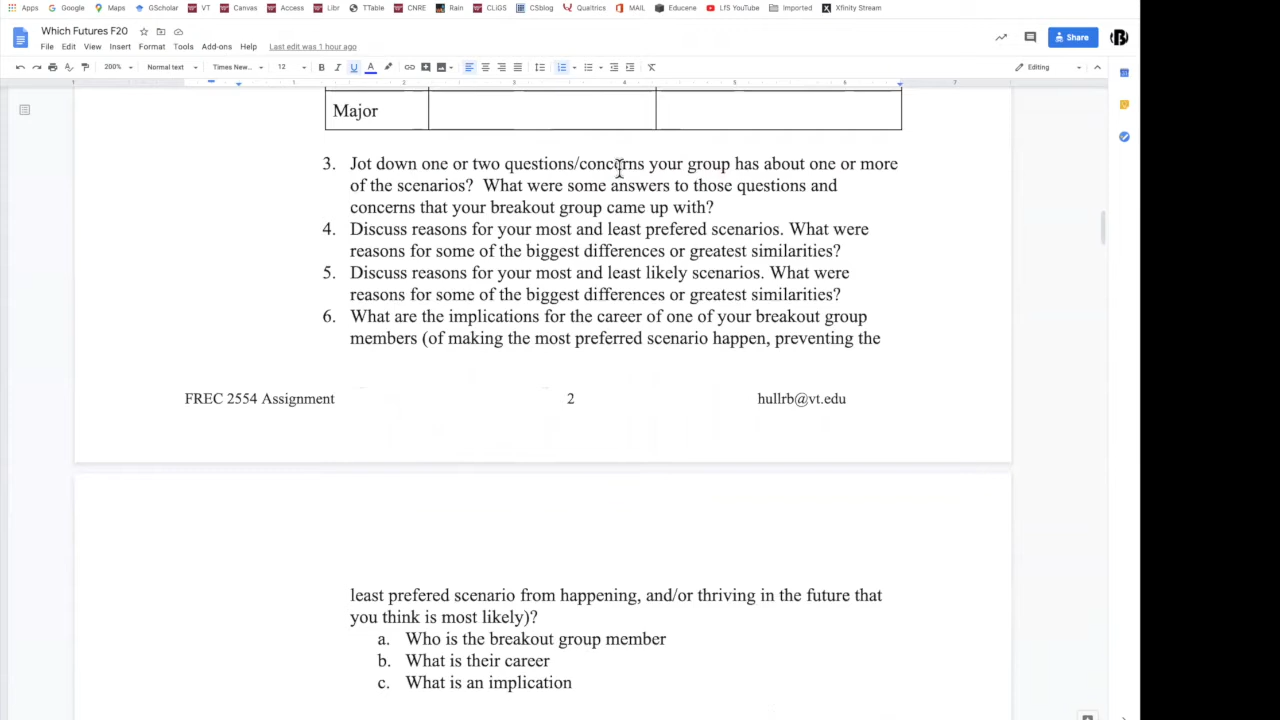 Apps Google Maps GScholar VT Canvas Access Libr TTable CNRE CLiGS CSblog Qualtrics MAIL Educene LfS YouTube Imported Xfinity Stream
Which Futures F20
File Edit View Insert Format Tools Add-ons Help Last edit was 1 hour ago
Share
200% Normal text Times New... 12 B I U A Editing
1 2 3 4 5 6 7
Major
3. Jot down one or two questions/concerns your group has about one or more
of the scenarios? What were some answers to those questions and
concerns that your breakout group came up with?
4. Discuss reasons for your most and least prefered scenarios. What were
reasons for some of the biggest differences or greatest similarities?
5. Discuss reasons for your most and least likely scenarios. What were
reasons for some of the biggest differences or greatest similarities?
6. What are the implications for the career of one of your breakout group
members (of making the most preferred scenario happen, preventing the
FREC 2554 Assignment 2 hullrb@vt.edu
least prefered scenario from happening, and/or thriving in the future that
you think is most likely)?
a. Who is the breakout group member
b. What is their career
c. What is an implication